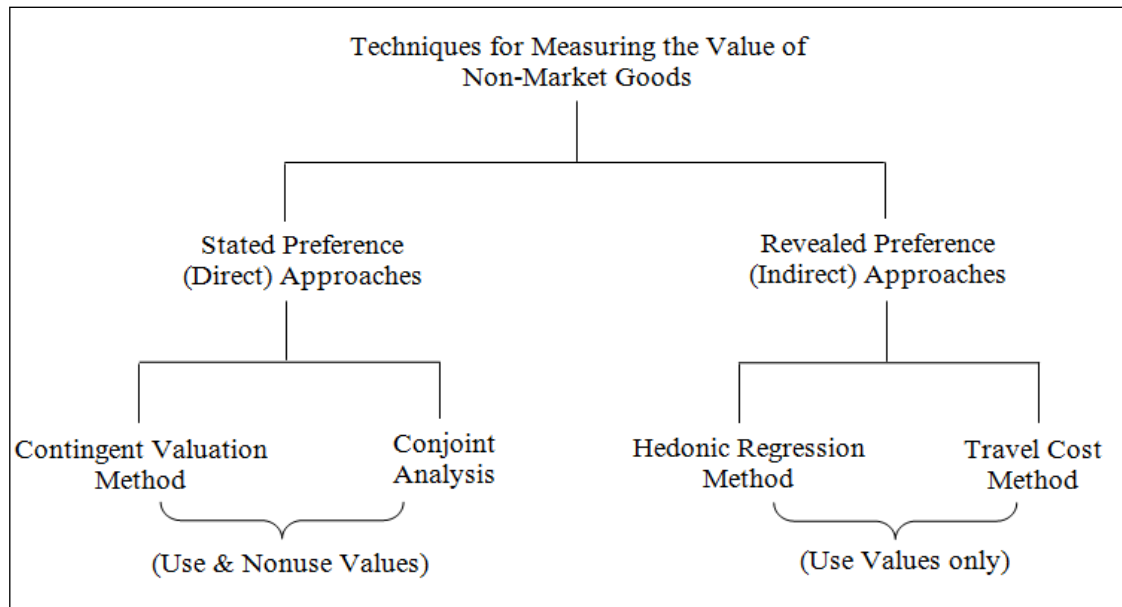 Techniques for Measuring the Value of
Non-Market Goods
Stated Preference
(Direct) Approaches
Revealed Preference
(Indirect) Approaches
Contingent Valuation
Method
Conjoint
Analysis
Hedonic Regression
Method
Travel Cost
Method
(Use & Nonuse Values)
(Use Values only)